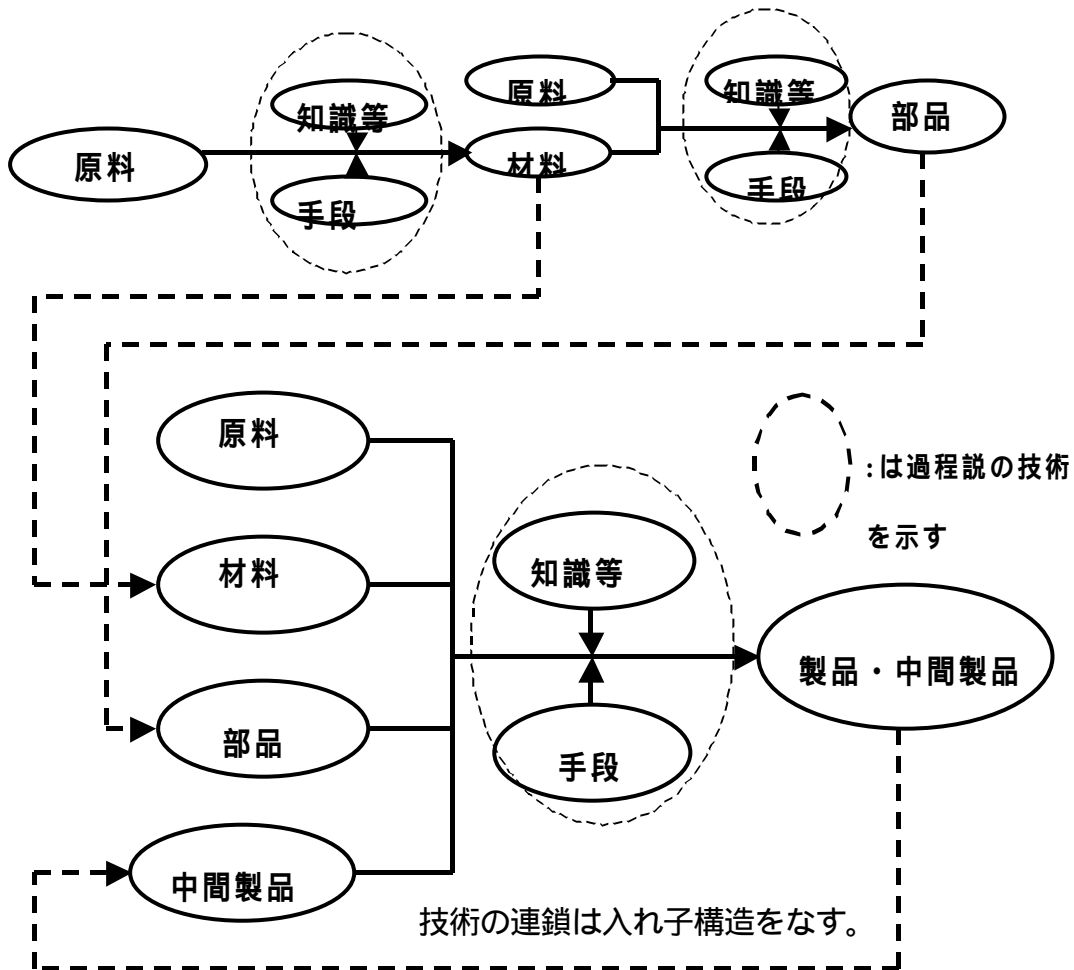 原料
知識等
手段
原料
材料
知識等
手段
部品
原料
材料
部品
中間製品
知識等
手段
製品・中間製品
:は過程説の技術
を示す
技術の連鎖は入れ子構造をなす。